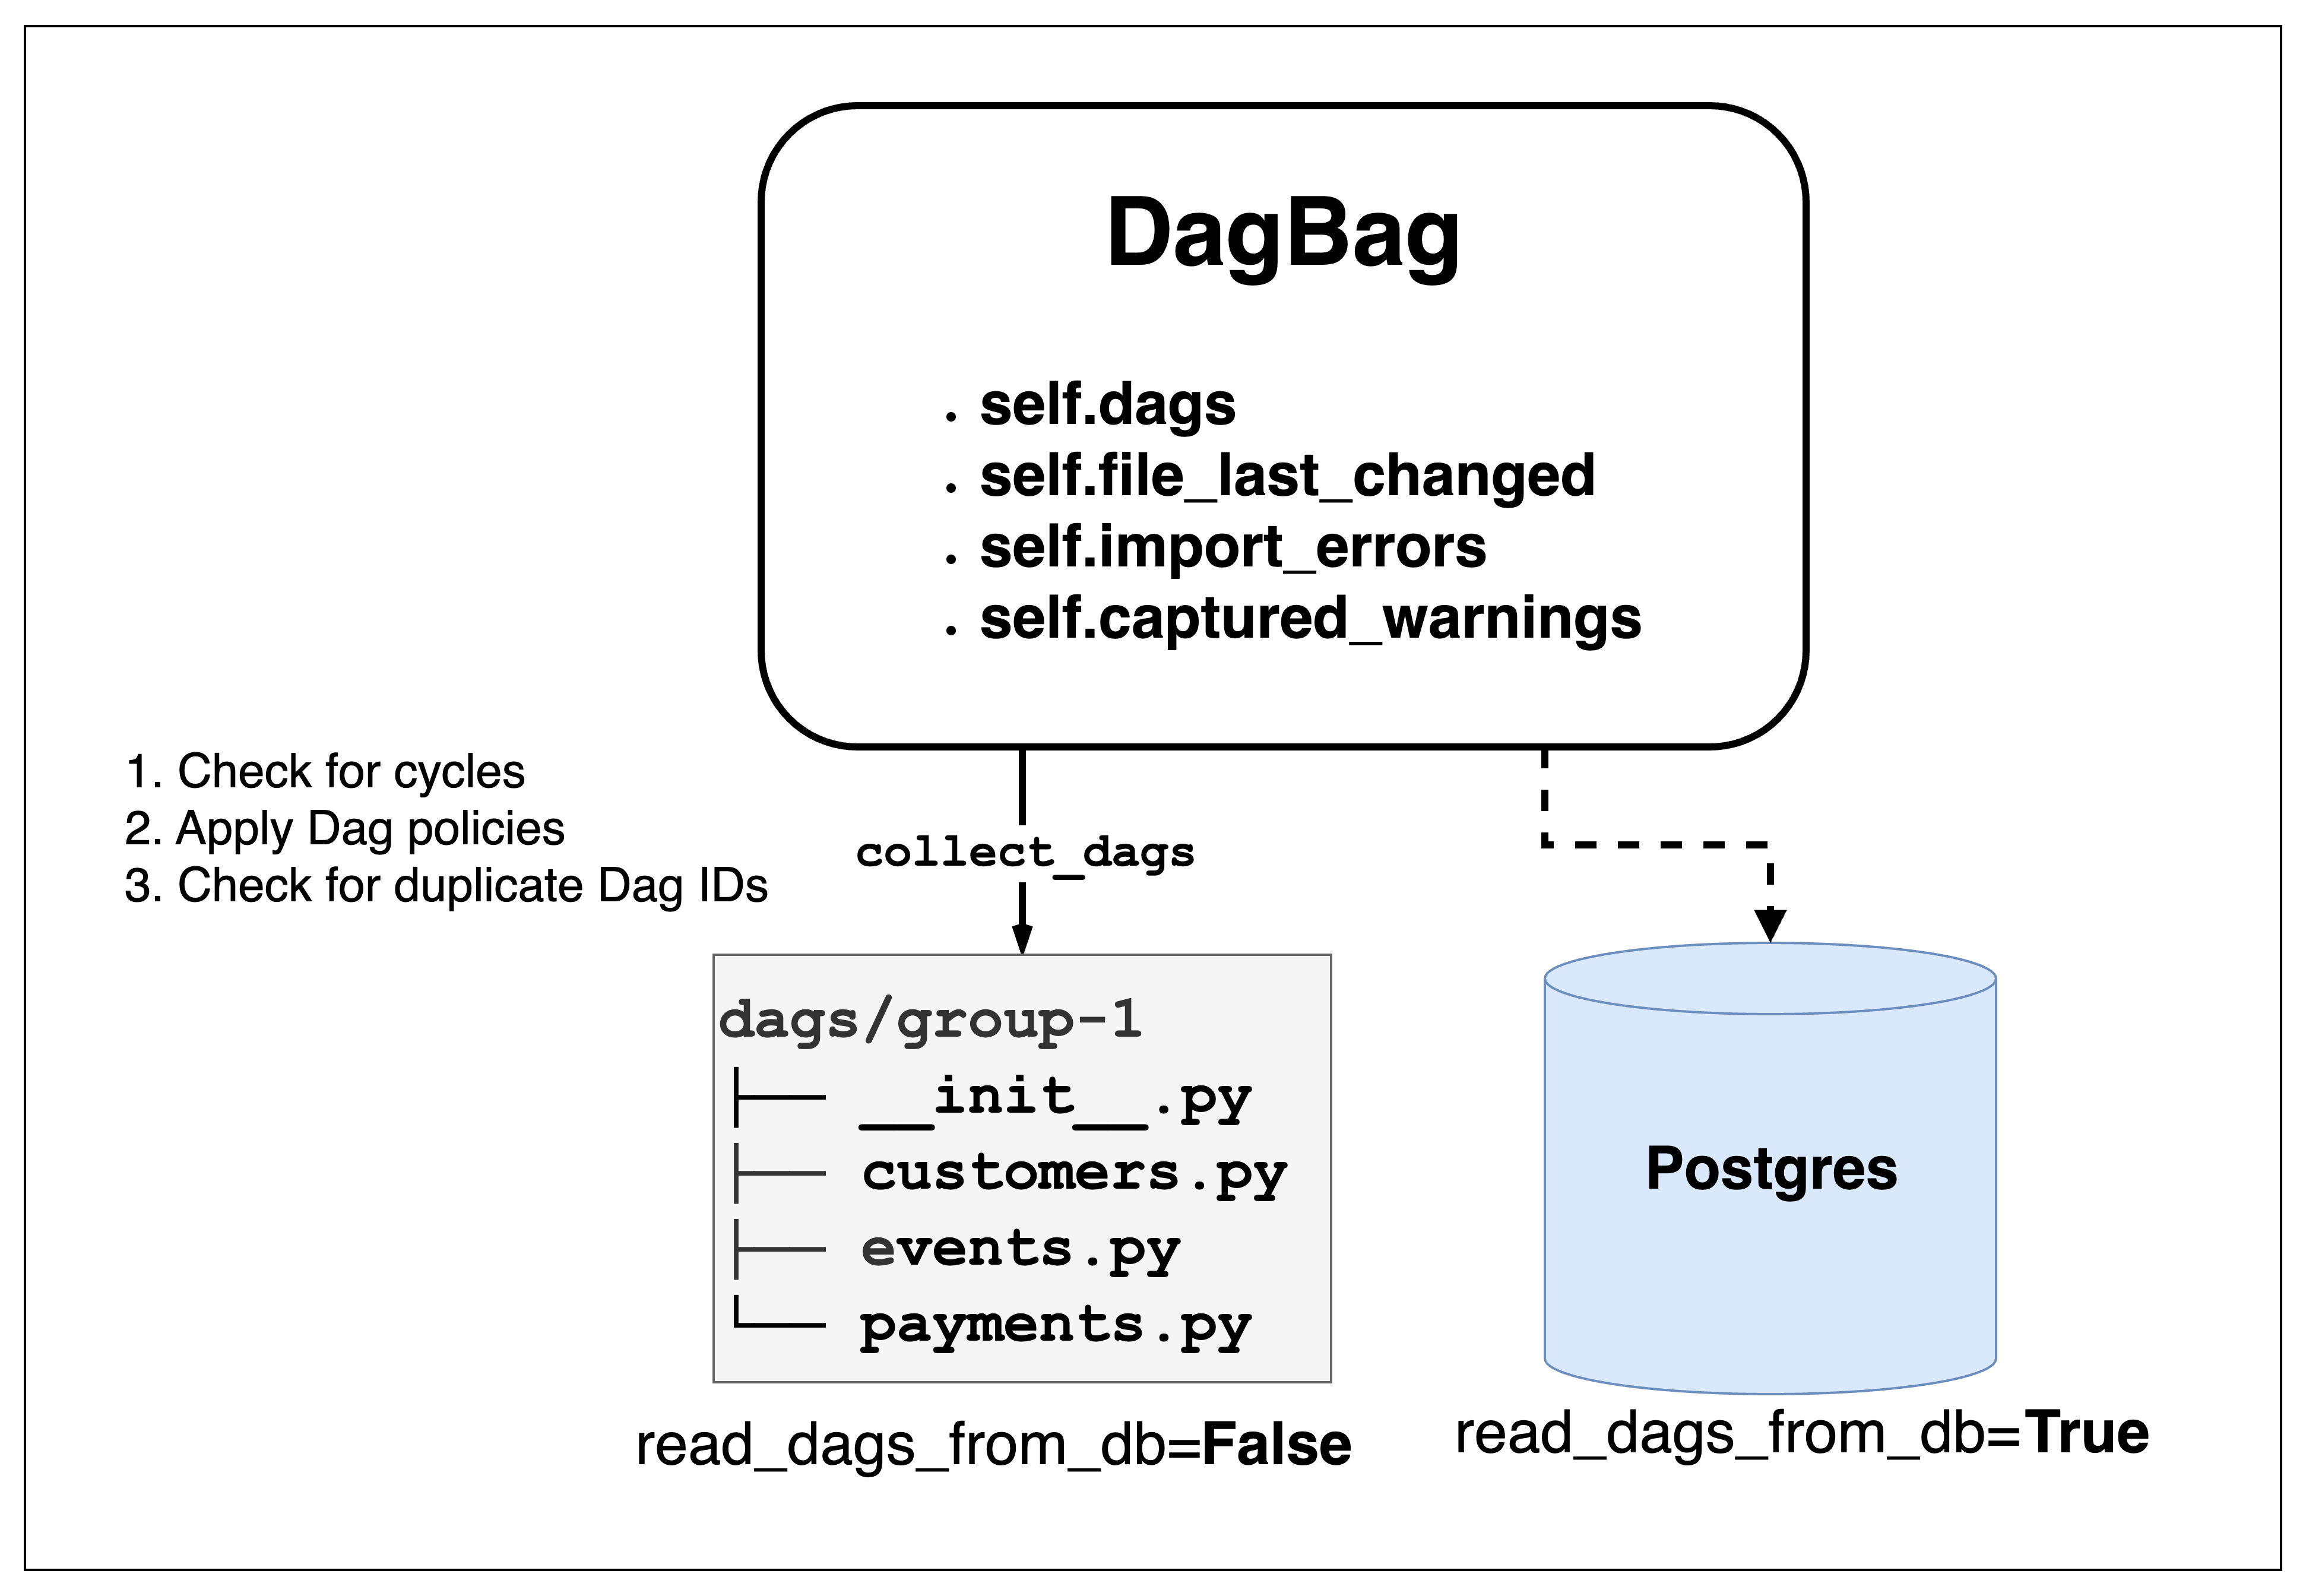 DagBag
. self.dags
. self.file_last_changed
. self.import_errors
. self.captured_warnings
1. Check for cycles
2. Apply Dag policies
3. Check for duplicate Dag IDs
collect_dags
dags/group-1
├── __init__.py
├── customers.py
├── events.py
└── payments.py
Postgres
read_dags_from_db=False
read_dags_from_db=True